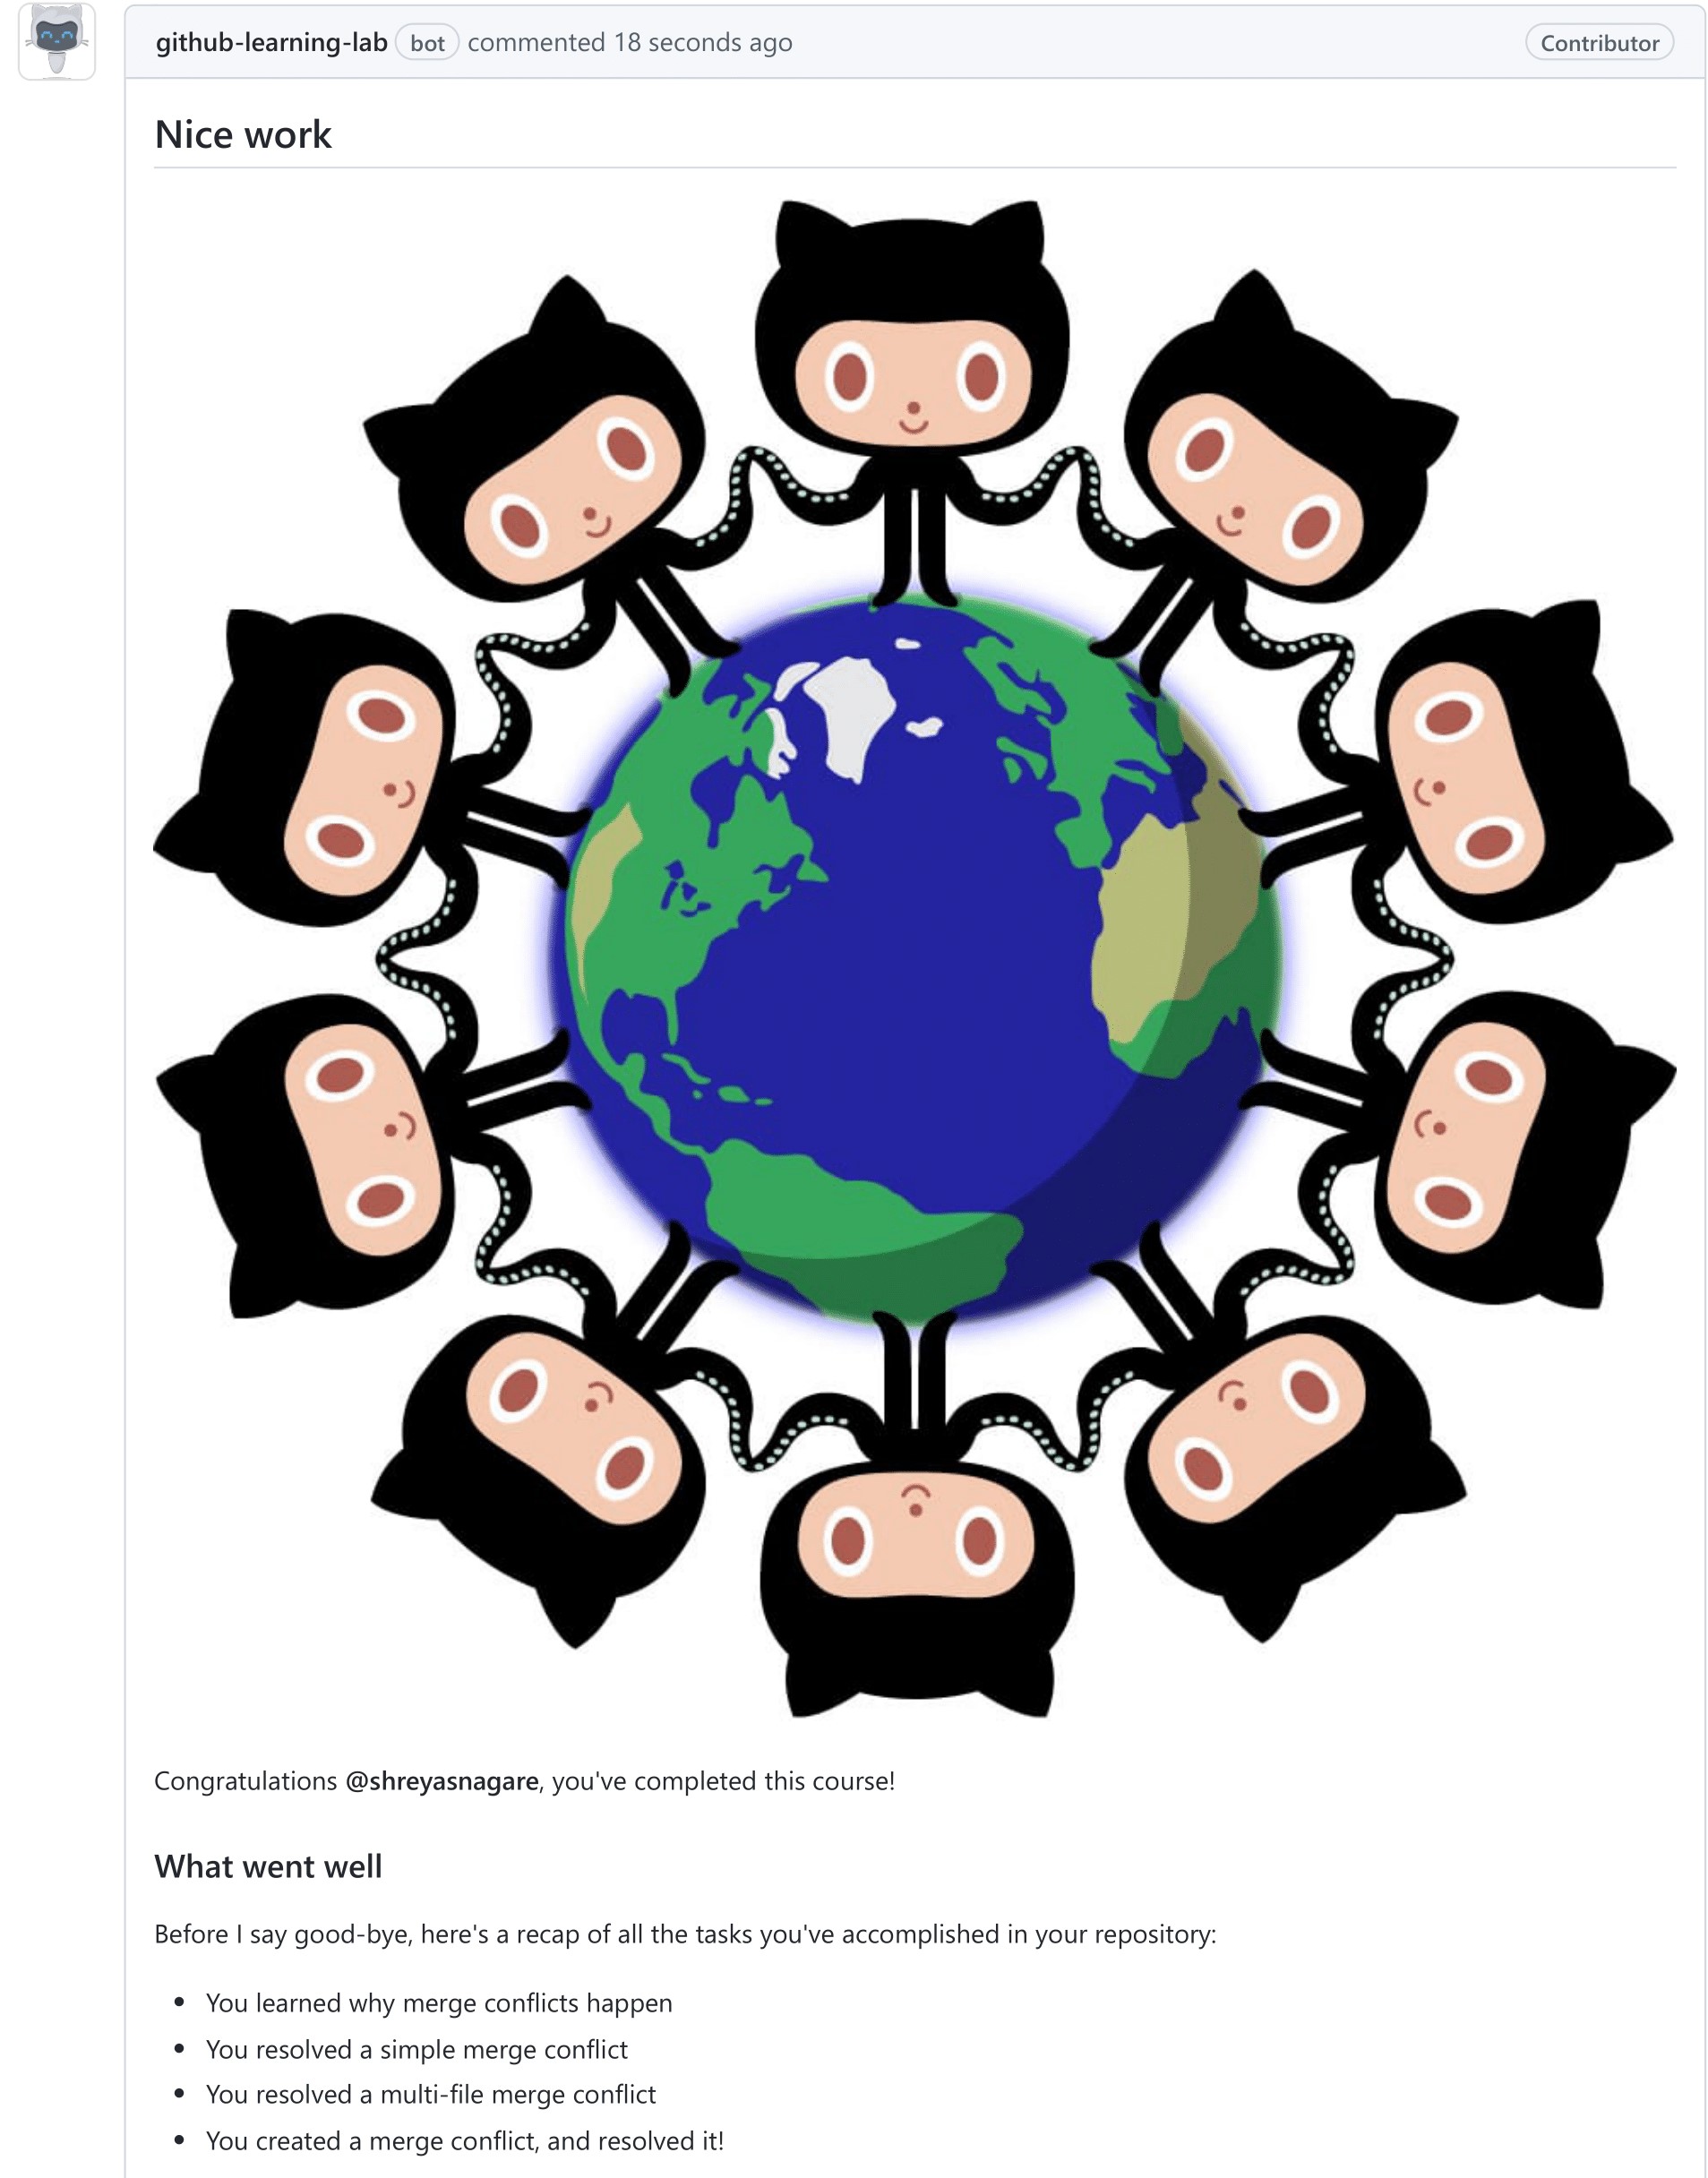 github-learning-lab bot commented 18 seconds ago Contributor
Nice work
Congratulations @shreyasnagare, you've completed this course!
What went well
Before I say good-bye, here's a recap of all the tasks you've accomplished in your repository:
• You learned why merge conflicts happen
• You resolved a simple merge conflict
• You resolved a multi-file merge conflict
• You created a merge conflict, and resolved it!